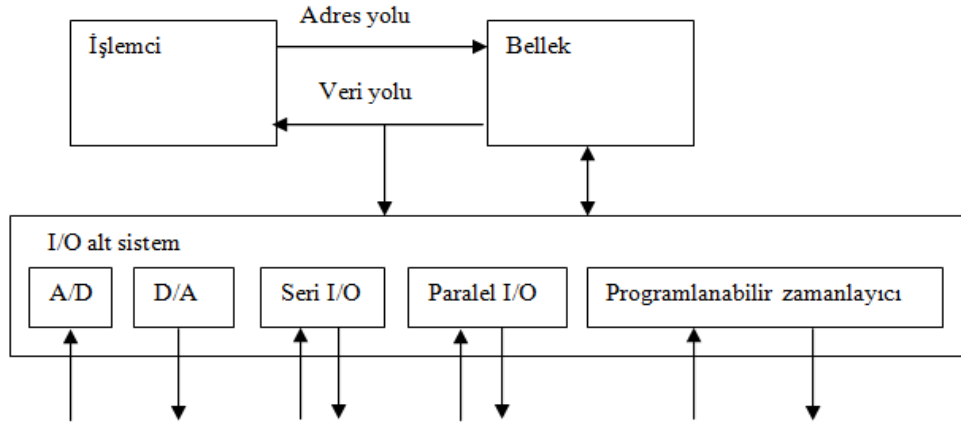 Adres yolu
İşlemci
Bellek
Veri yolu
I/O alt sistem
A/D
D/A
Seri I/O
Paralel I/O
Programlanabilir zamanlayıcı